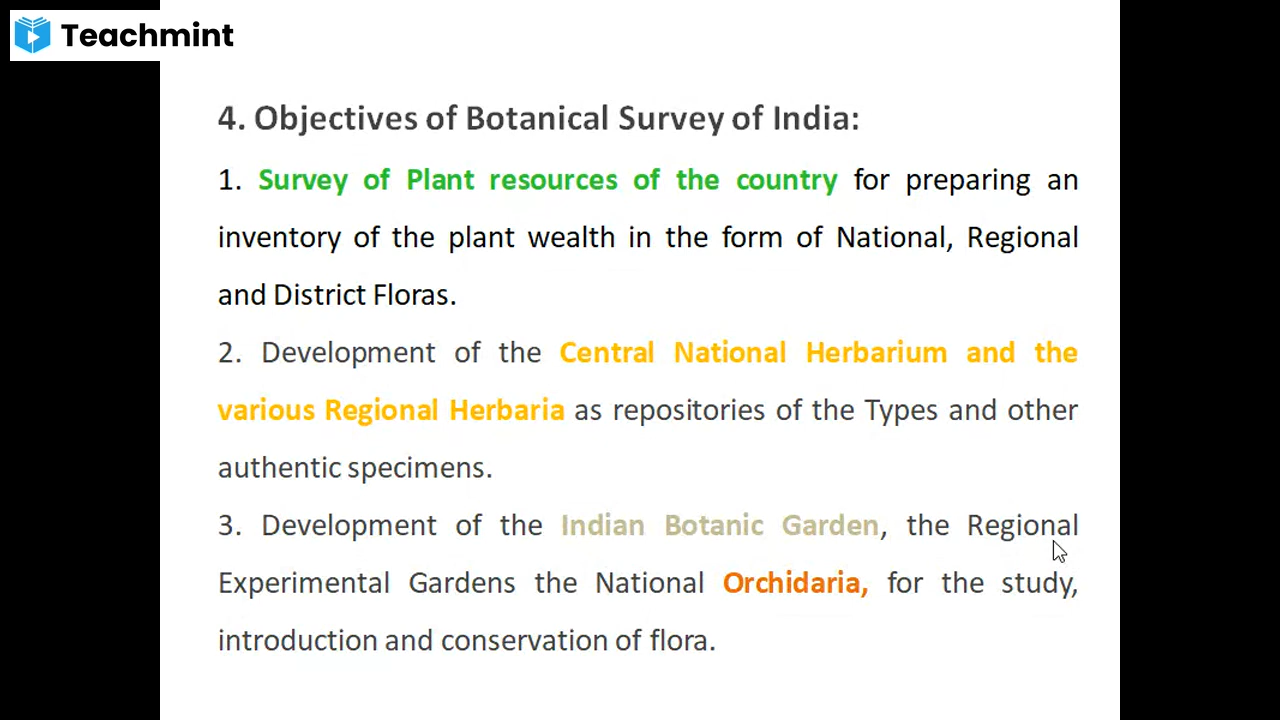 Teachmint
4. Objectives of Botanical Survey of India:
1. Survey of Plant resources of the country for preparing an
inventory of the plant wealth in the form of National, Regional
and District Floras.
2. Development of the Central National Herbarium and the
various Regional Herbaria as repositories of the Types and other
authentic specimens.
3. Development of the Indian Botanic Garden, the Regional
Experimental Gardens the National Orchidaria, for the study,
introduction and conservation of flora.